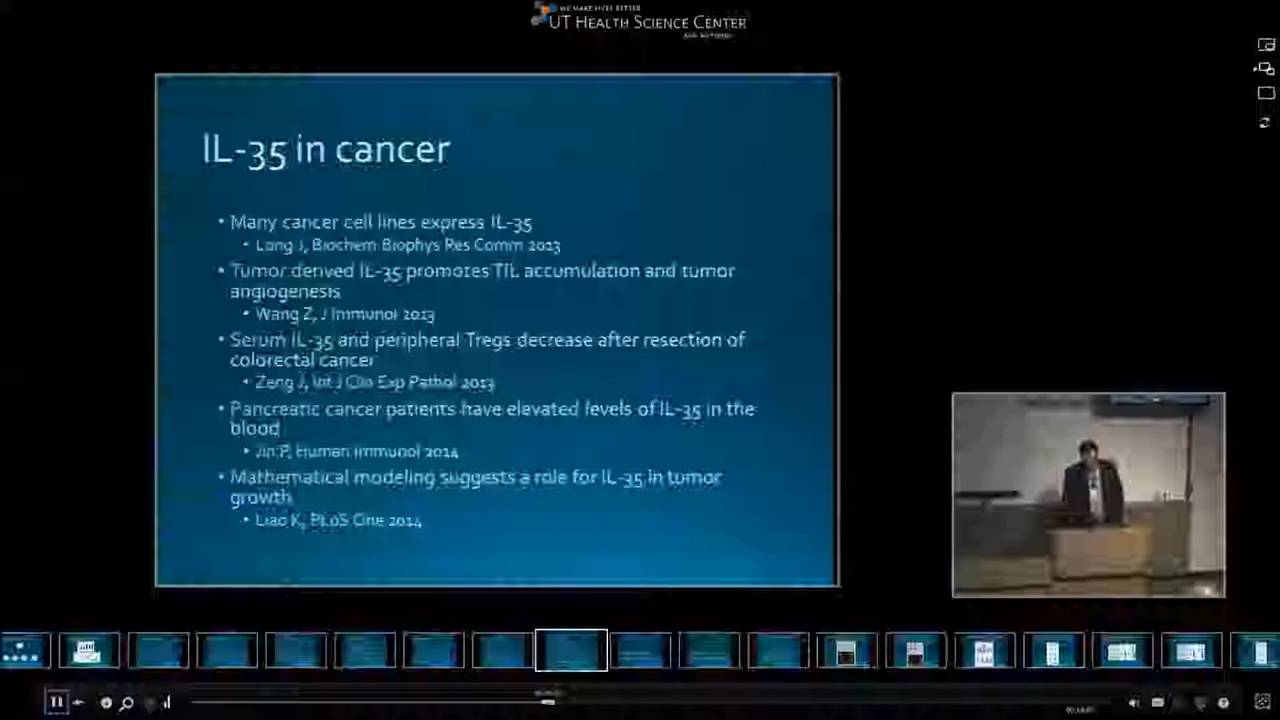 WE MAKE LIVES BETTER
UT HEALTH SCIENCE CENTER
IL-35 in cancer
• Many cancer cell lines express IL-35
• Long J, Biochem Biophys Res Comm 2013
• Tumor derived IL-35 promotes TIL accumulation and tumor
angiogenesis
• Wang Z, J Immunol 2013
• Serum IL-35 and peripheral Tregs decrease after resection of
colorectal cancer
• Zeng J, Int J Clin Exp Pathol 2013
• Pancreatic cancer patients have elevated levels of IL-35 in the
blood
• Jin P, Human Immunol 2014
• Mathematical modeling suggests a role for IL-35 in tumor
growth
• Liao K, PLoS One 2014